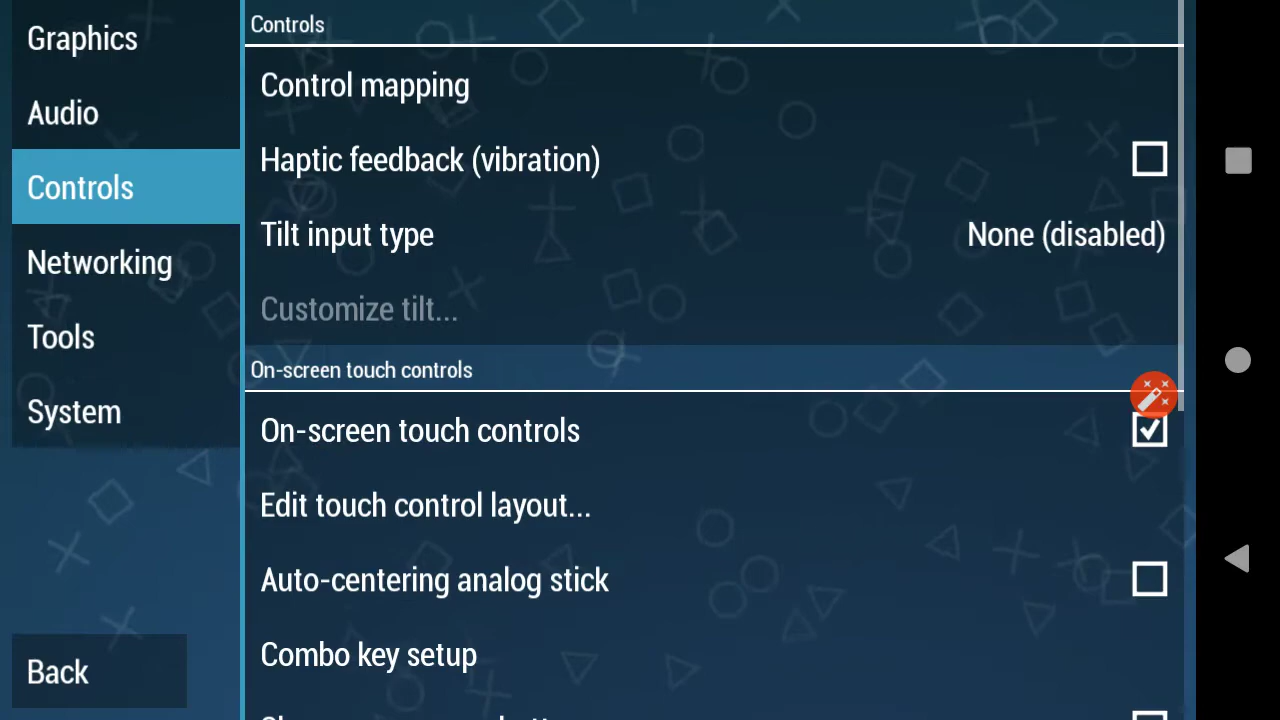 Graphics
Audio
Controls
Networking
Tools
System
Back
Controls
Control mapping
Haptic feedback (vibration)
Tilt input type
None (disabled)
Customize tilt...
On-screen touch controls
On-screen touch controls
Edit touch control layout...
Auto-centering analog stick
Combo key setup